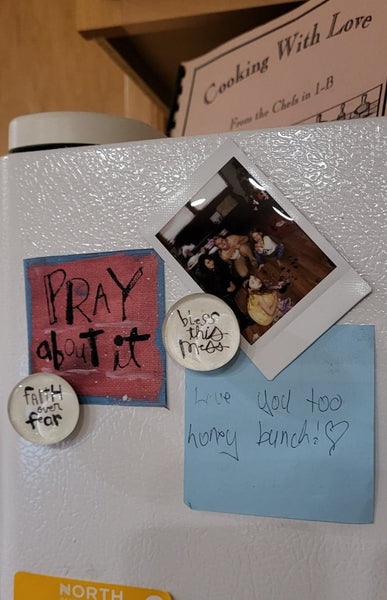 Cooking With Love
From the Chefs in 1-B
PRAY
about it
bless
this
mess
FAITH
over
fear
Love you too
honey bunch!♡
NORTH